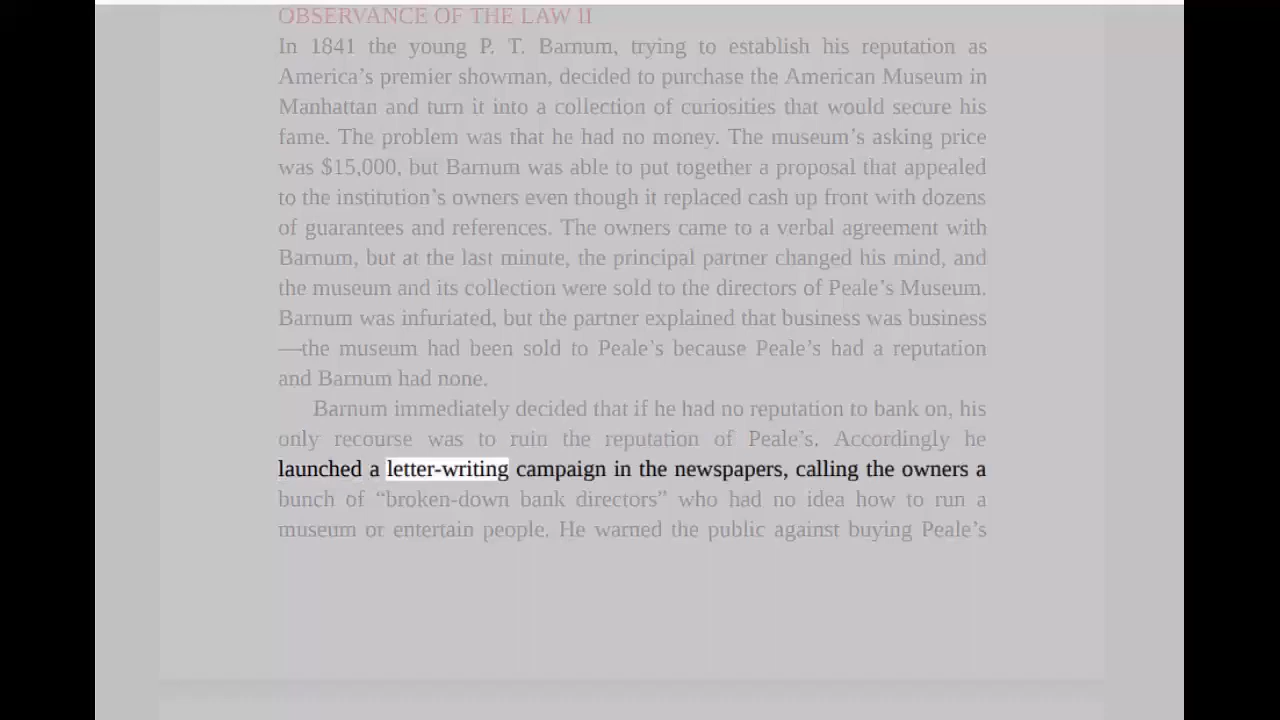 OBSERVANCE OF THE LAW II
In 1841 the young P. T. Barnum, trying to establish his reputation as
America’s premier showman, decided to purchase the American Museum in
Manhattan and turn it into a collection of curiosities that would secure his
fame. The problem was that he had no money. The museum’s asking price
was $15,000, but Barnum was able to put together a proposal that appealed
to the institution’s owners even though it replaced cash up front with dozens
of guarantees and references. The owners came to a verbal agreement with
Barnum, but at the last minute, the principal partner changed his mind, and
the museum and its collection were sold to the directors of Peale’s Museum.
Barnum was infuriated, but the partner explained that business was business
—the museum had been sold to Peale’s because Peale’s had a reputation
and Barnum had none.
Barnum immediately decided that if he had no reputation to bank on, his
only recourse was to ruin the reputation of Peale’s. Accordingly he
launched a letter-writing campaign in the newspapers, calling the owners a
bunch of “broken-down bank directors” who had no idea how to run a
museum or entertain people. He warned the public against buying Peale’s